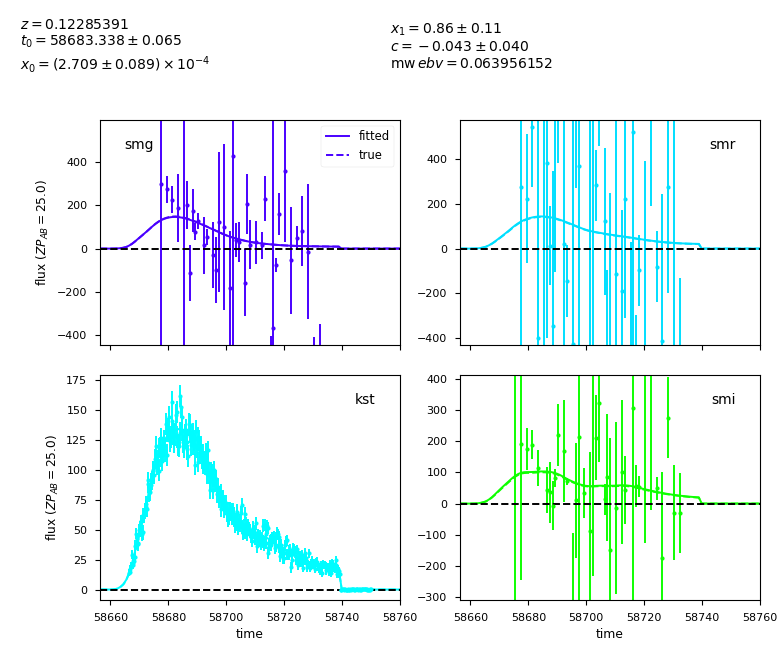 z = 0.12285391
t₀ = 58683.338 ± 0.065
x₀ = (2.709 ± 0.089) × 10⁻⁴
x₁ = 0.86 ± 0.11
c = −0.043 ± 0.040
mw ebv = 0.063956152
smg
fitted
true
400
200
0
−200
−400
flux (ZP_AB = 25.0)
smr
400
200
0
−200
−400
kst
175
150
125
100
75
50
25
0
flux (ZP_AB = 25.0)
58660 58680 58700 58720 58740 58760
time
smi
400
300
200
100
0
−100
−200
−300
58660 58680 58700 58720 58740 58760
time